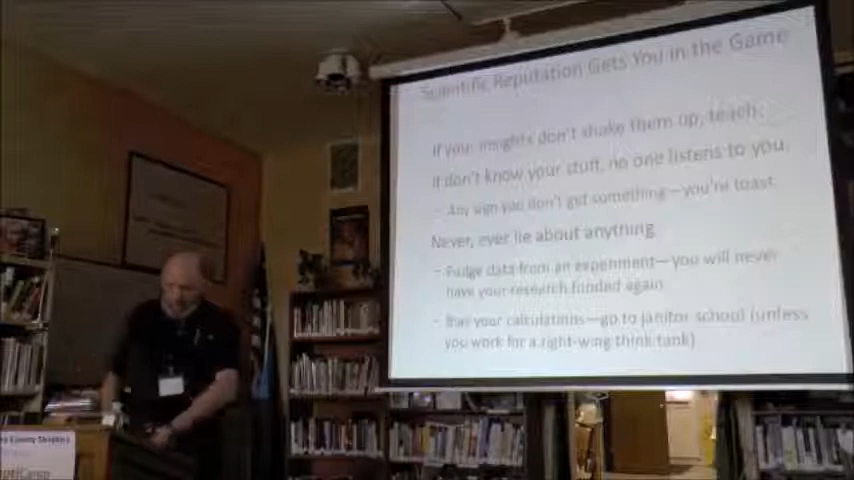 Scientific Reputation Gets You in the Game
If your insights don't shake them up, teach:
If don't know your stuff, no one listens to you.
– Any sign you don't get something—you're toast
Never, ever lie about anything
– Fudge data from an experiment—you will never
have your research funded again
– Bias your calculations—go to janitor school (unless
you work for a right-wing think tank)
County Skeptics